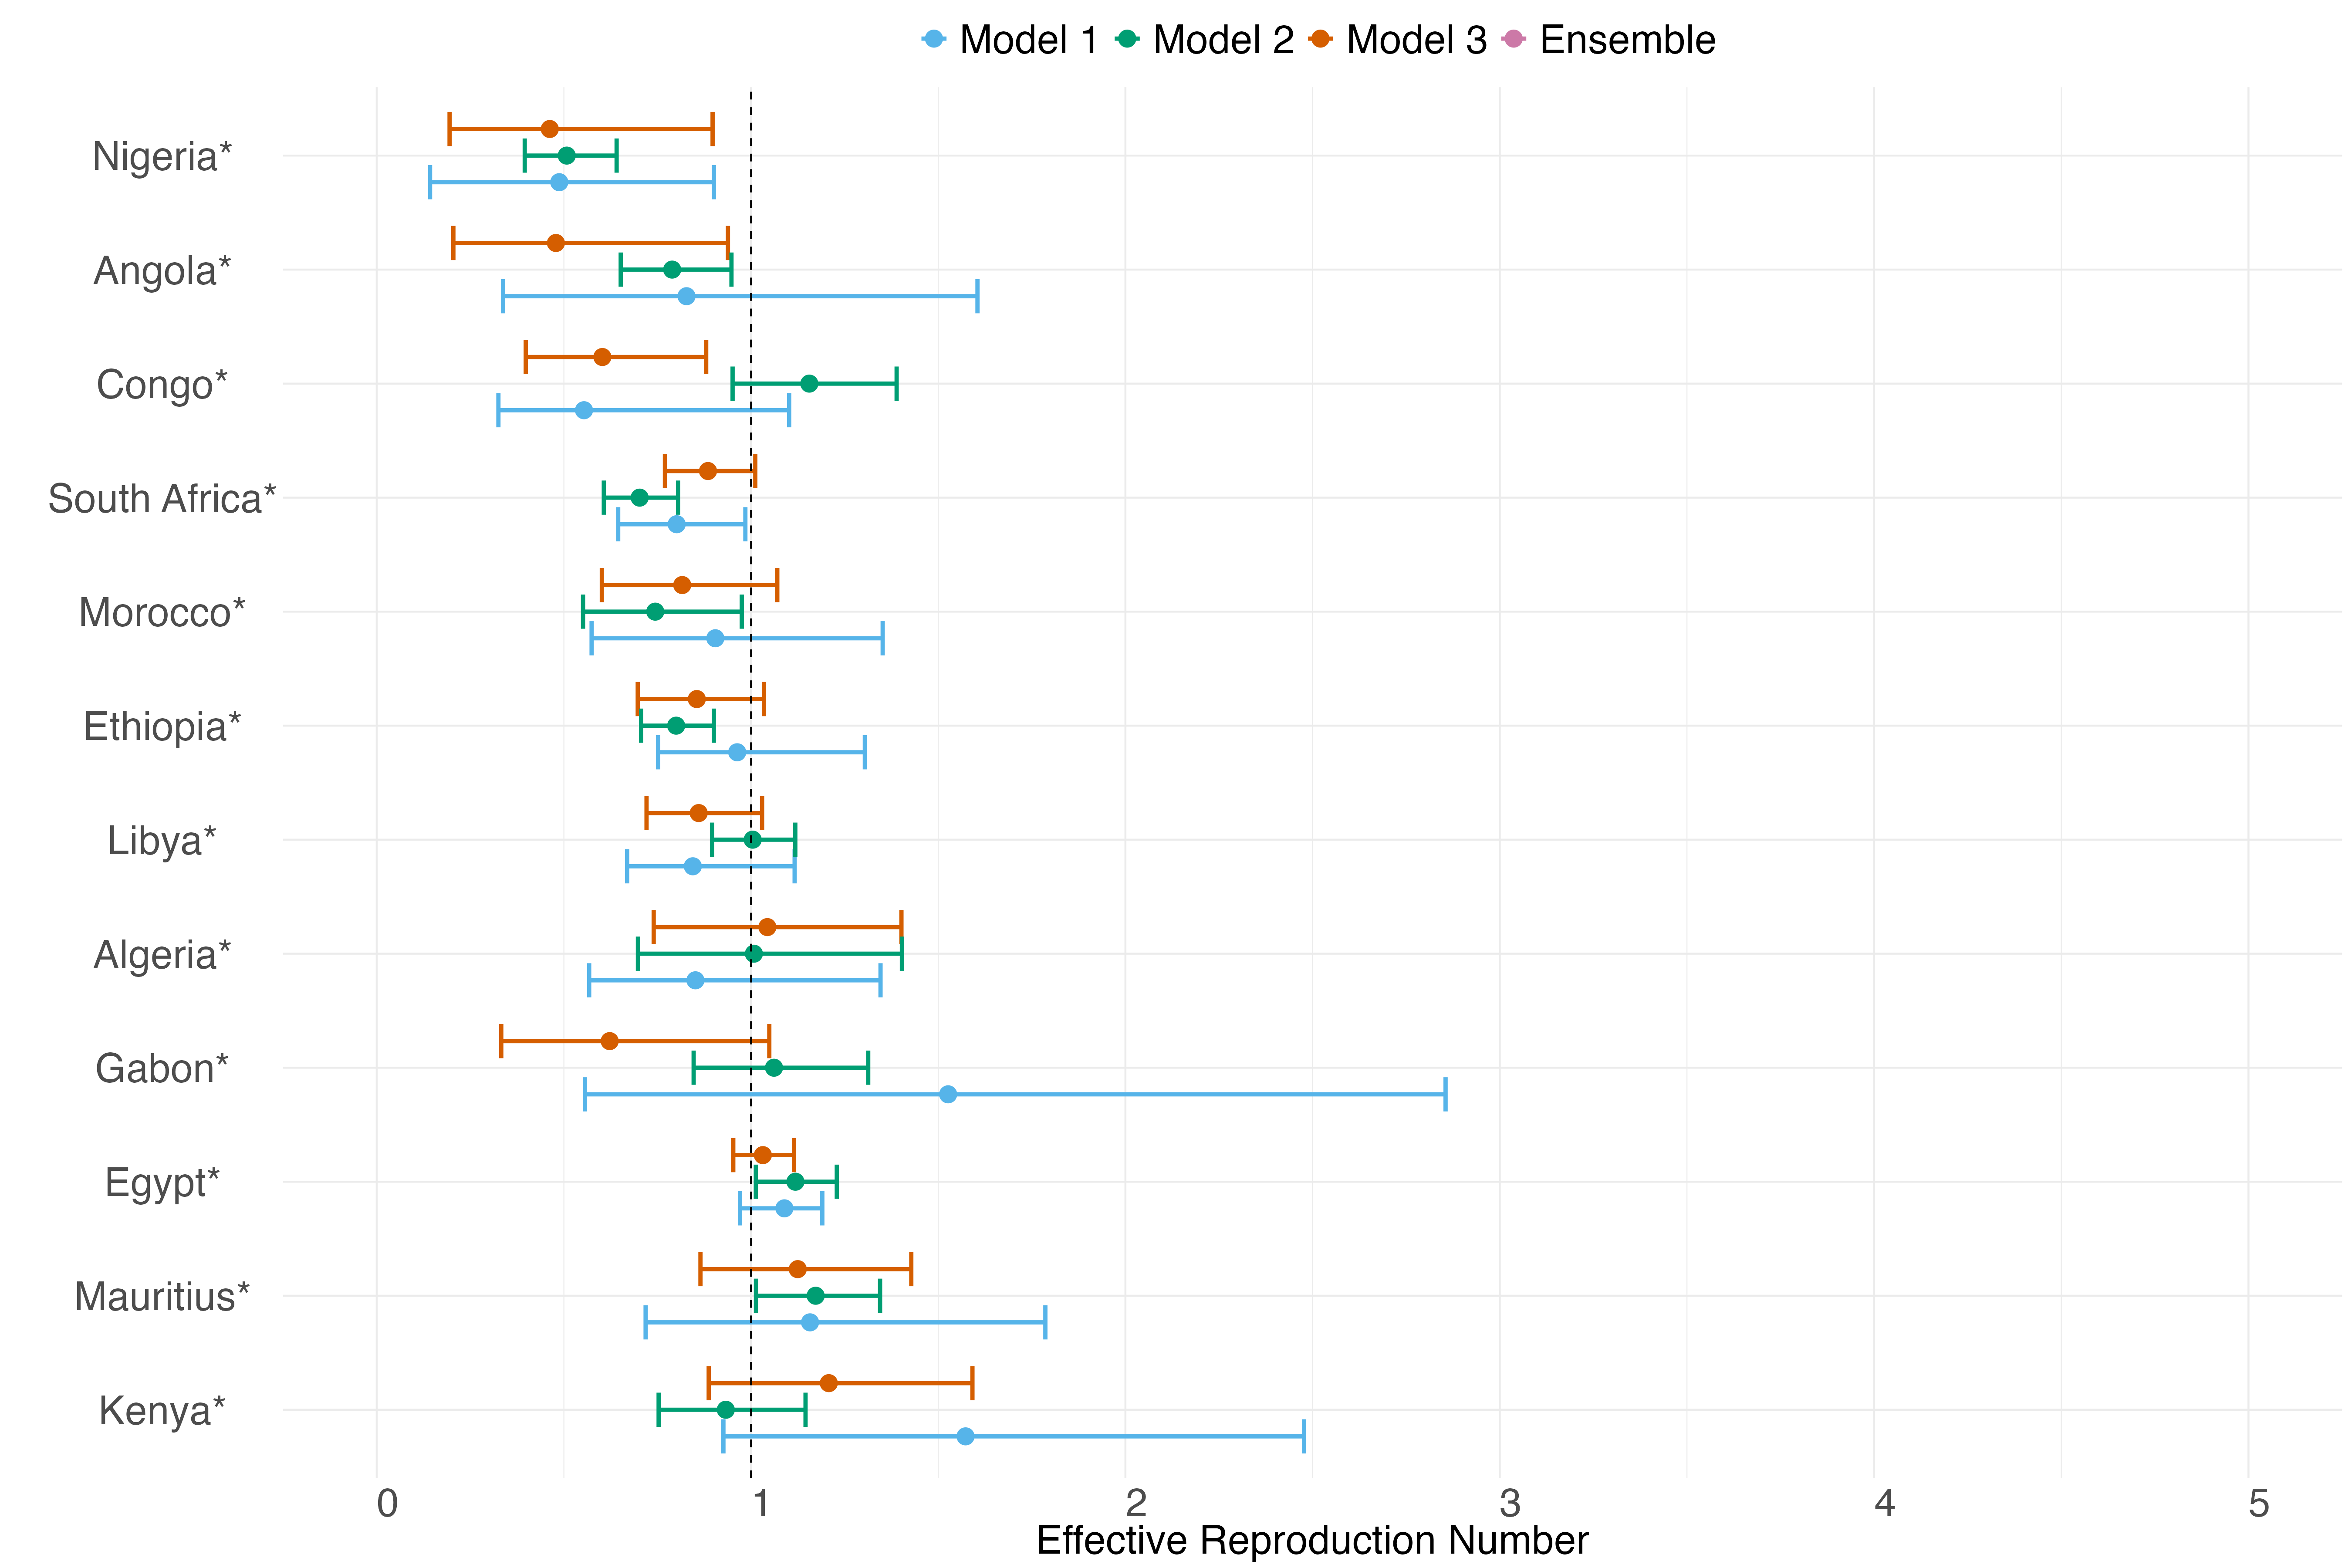 Model 1 Model 2 Model 3 Ensemble
Nigeria*
Angola*
Congo*
South Africa*
Morocco*
Ethiopia*
Libya*
Algeria*
Gabon*
Egypt*
Mauritius*
Kenya*
0 1 2 3 4 5
Effective Reproduction Number